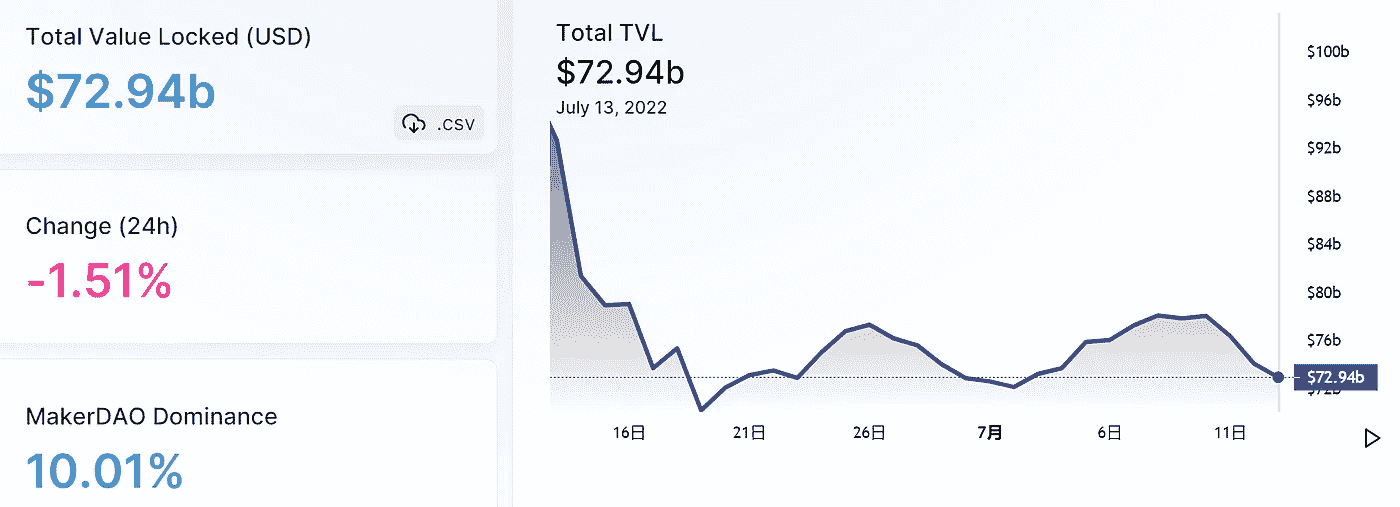 Total Value Locked (USD)
$72.94b
.csv
Change (24h)
-1.51%
MakerDAO Dominance
10.01%
Total TVL
$72.94b
July 13, 2022
$100b
$96b
$92b
$88b
$84b
$80b
$76b
$72.94b
$72b
16日
21日
26日
7月
6日
11日